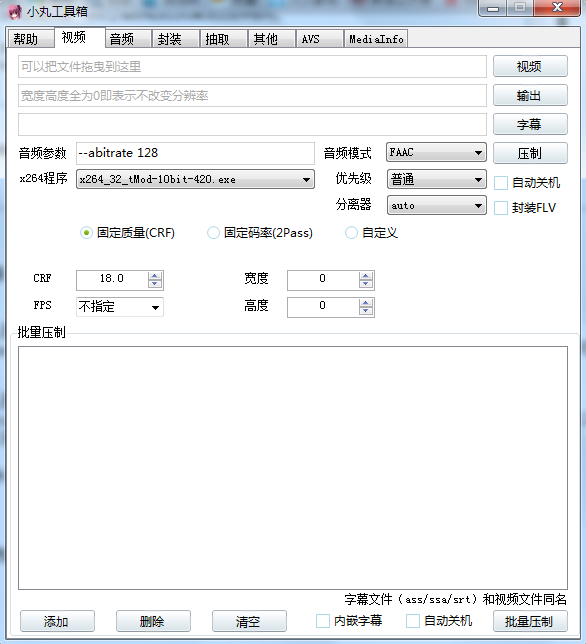 小丸工具箱
帮助 视频 音频 封装 抽取 其他 AVS MediaInfo
可以把文件拖曳到这里 视频
宽度高度全为0即表示不改变分辨率 输出
字幕
音频参数 --abitrate 128 音频模式 FAAC 压制
x264程序 x264_32_tMod-10bit-420.exe 优先级 普通 自动关机
分离器 auto 封装FLV
固定质量(CRF) 固定码率(2Pass) 自定义
CRF 18.0 宽度 0
FPS 不指定 高度 0
批量压制
字幕文件（ass/ssa/srt）和视频文件同名
添加 删除 清空 内嵌字幕 自动关机 批量压制